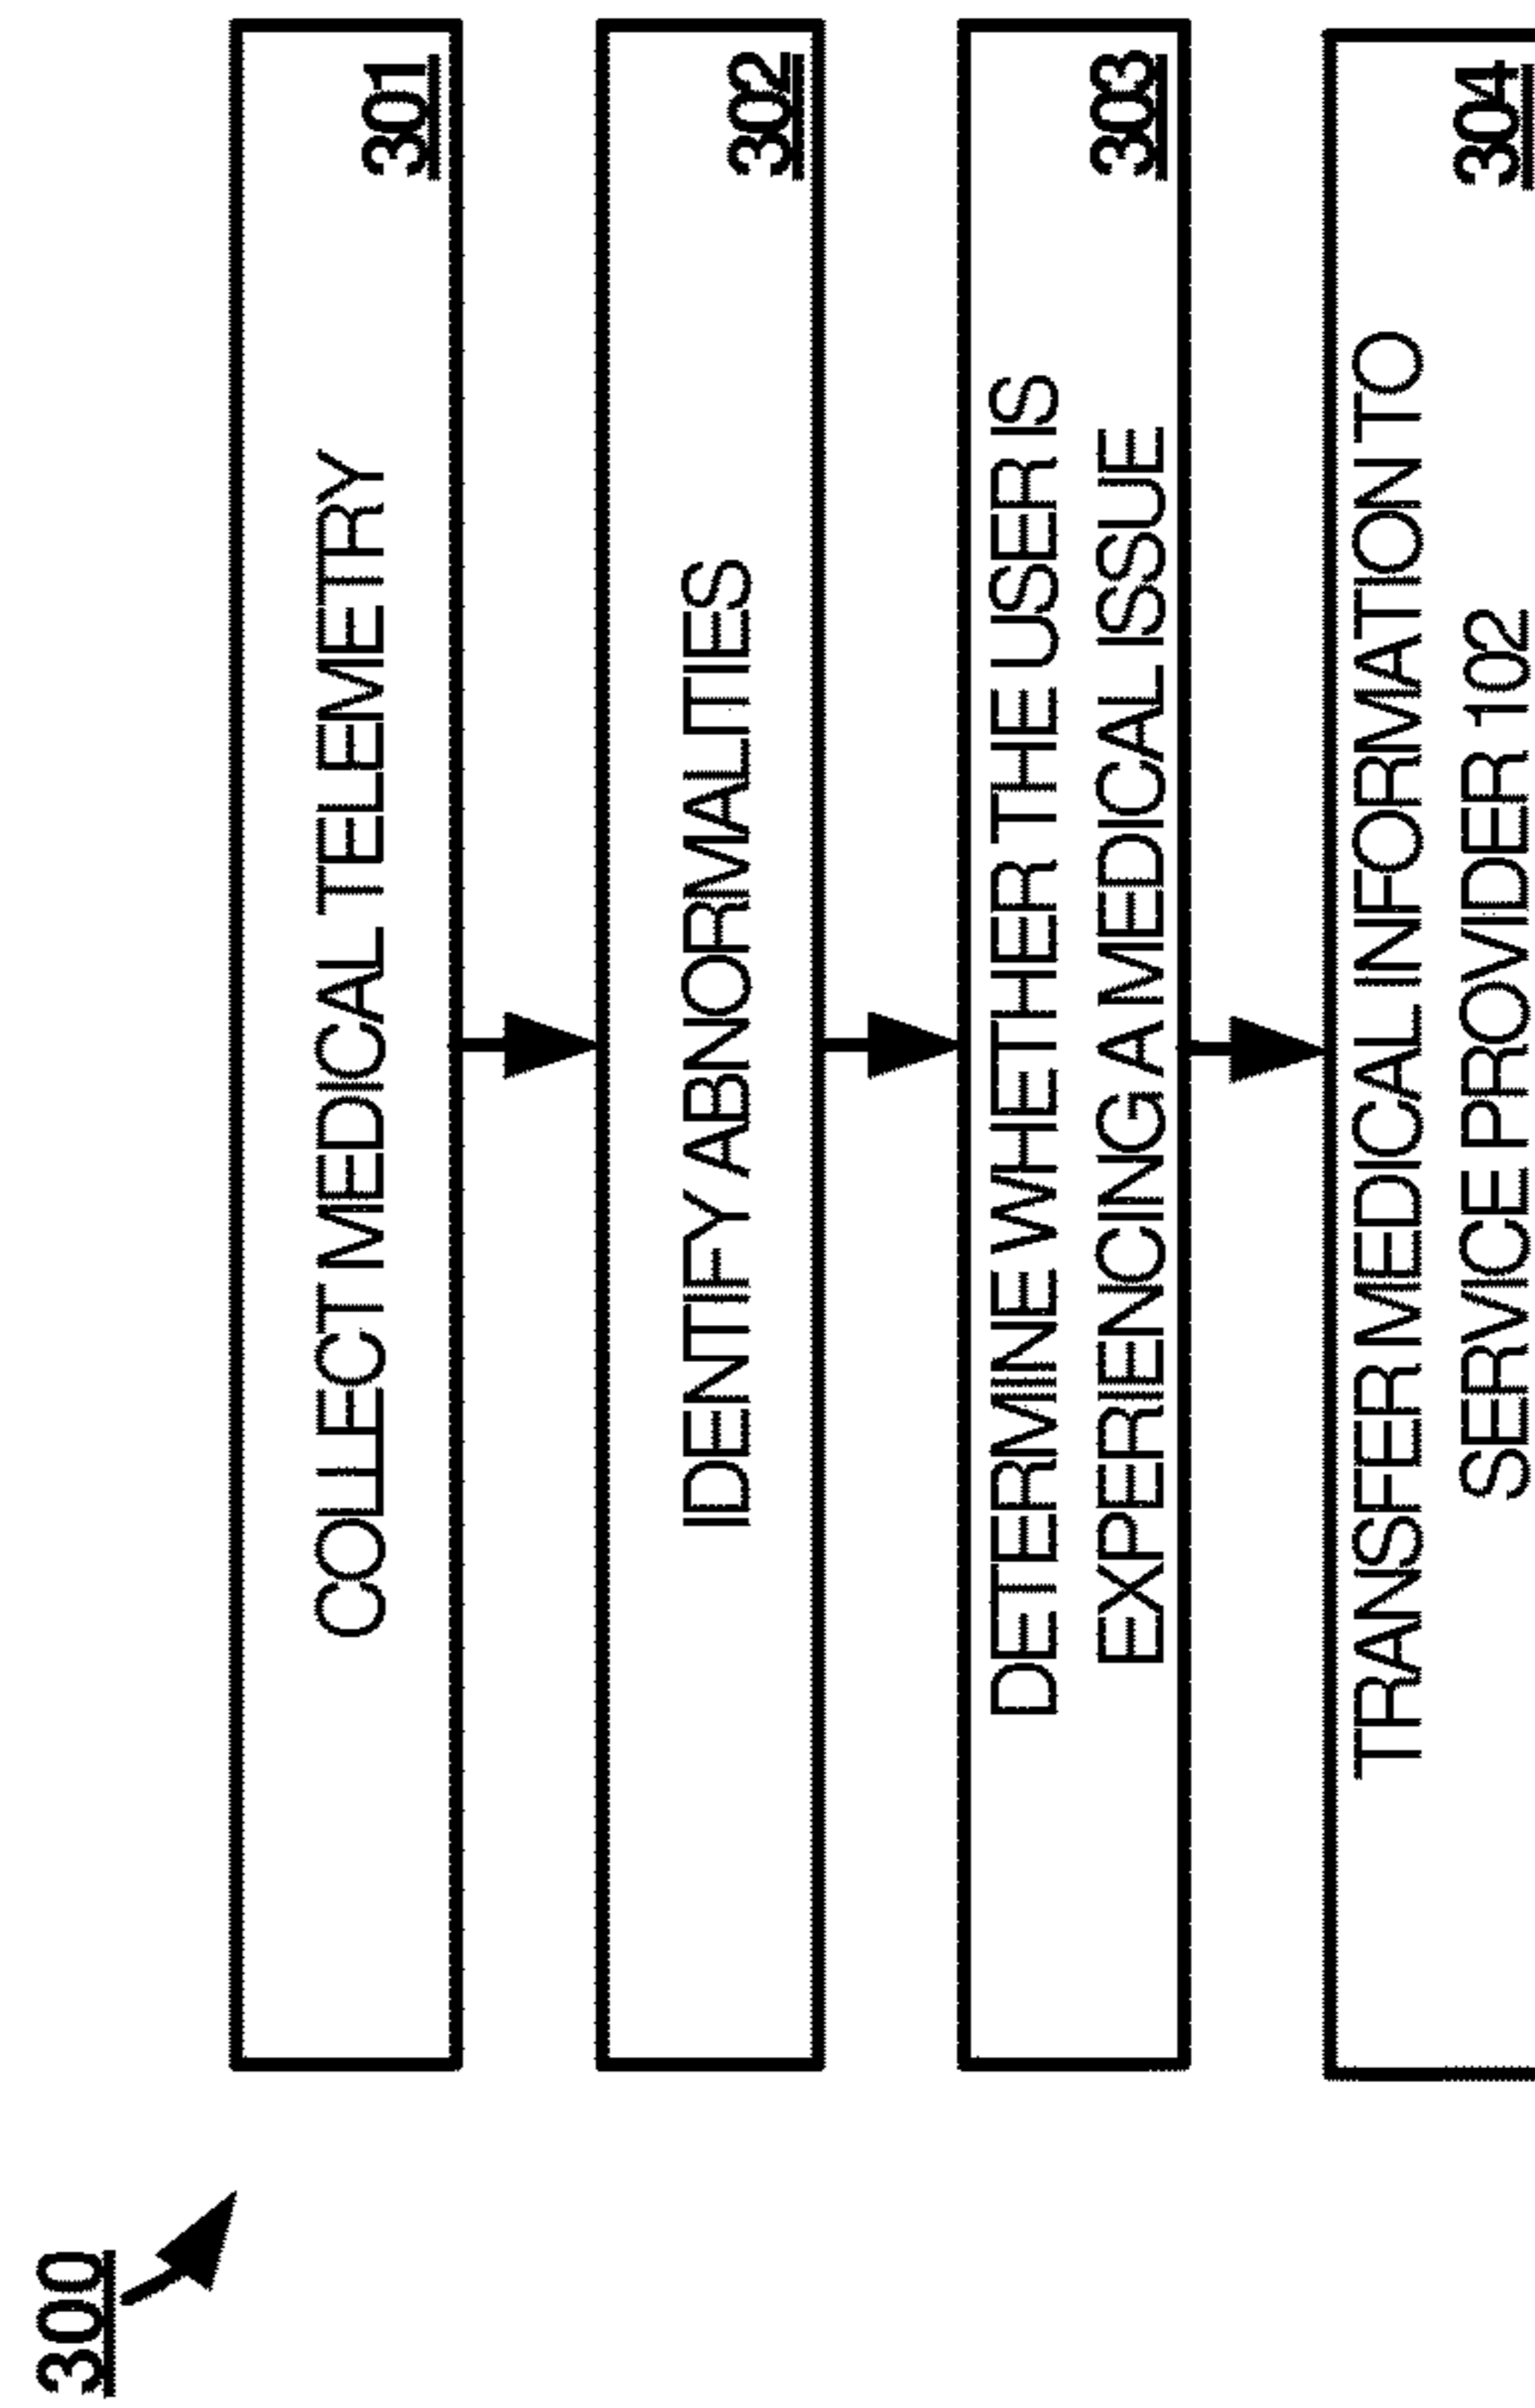 300
COLLECT MEDICAL TELEMETRY
301
IDENTIFY ABNORMALITIES
302
DETERMINE WHETHER THE USER IS
EXPERIENCING A MEDICAL ISSUE
303
TRANSFER MEDICAL INFORMATION TO
SERVICE PROVIDER 102
304